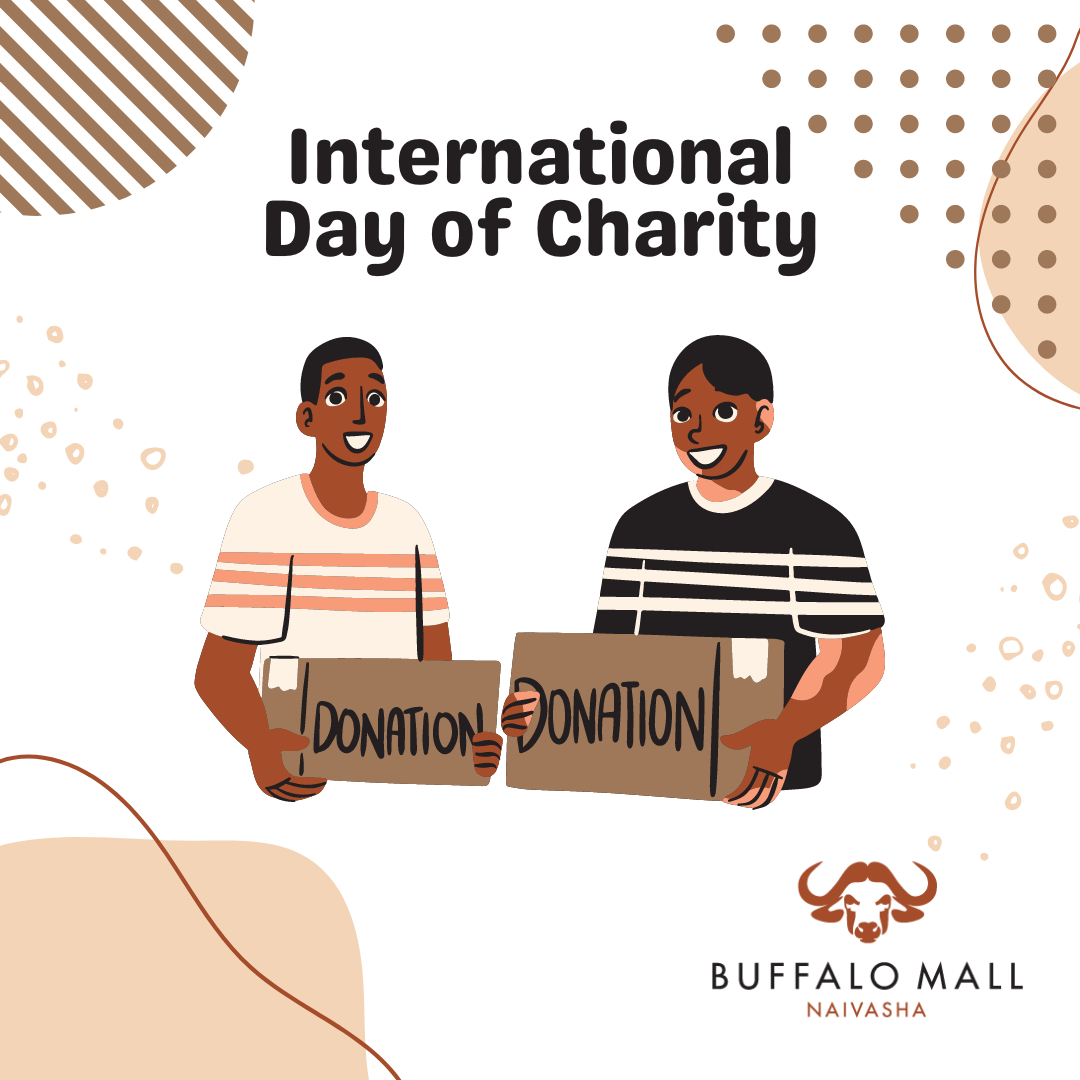 International
Day of Charity
DONATION
DONATION
BUFFALO MALL
NAIVASHA